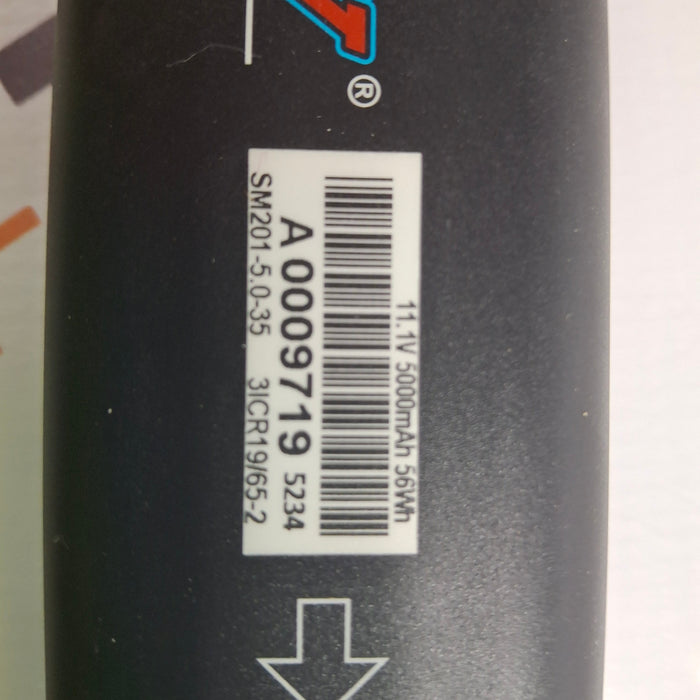 ®
11.1V 5000mAh 56Wh
A 0009719 5234
SM201-5.0-35 3ICR19/65-2